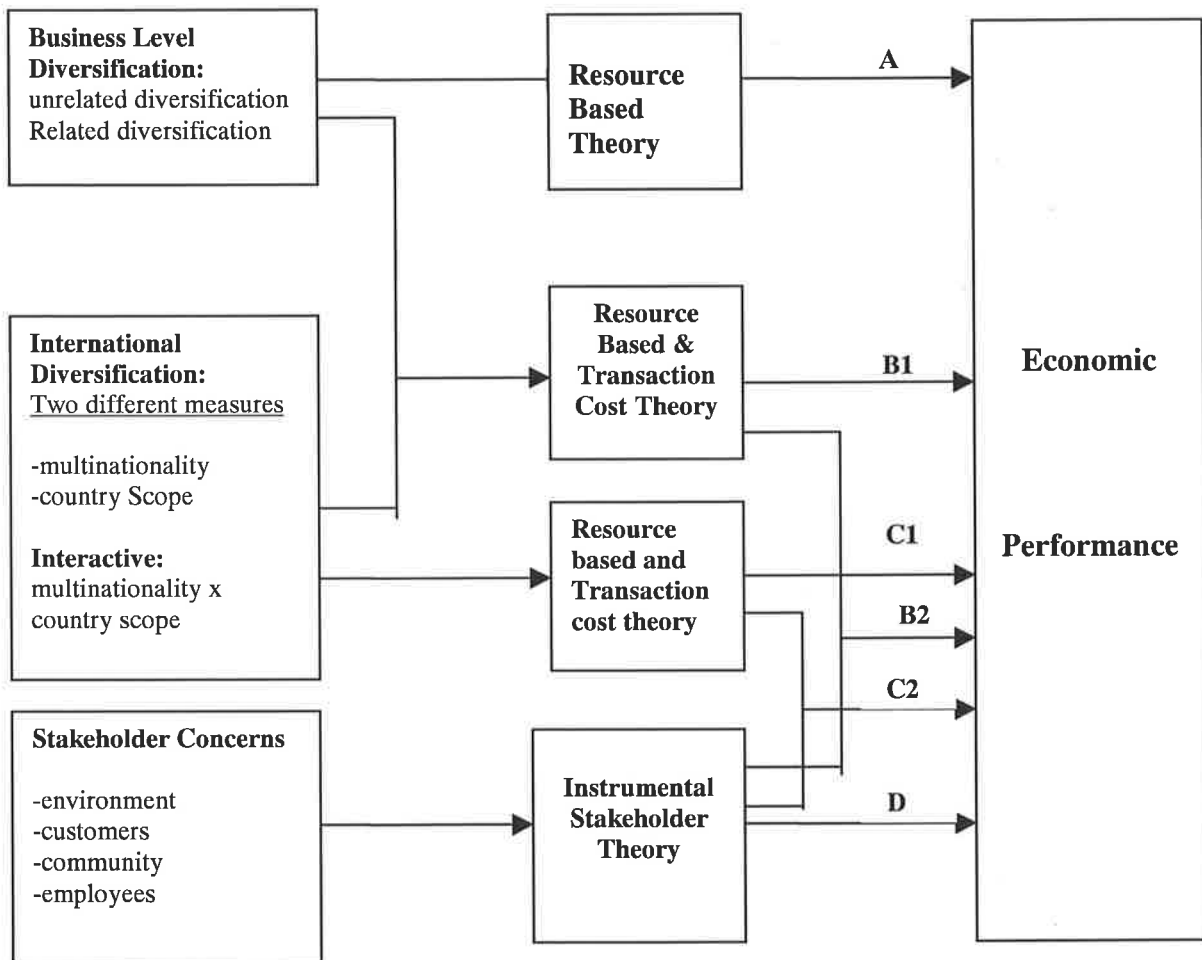 Business Level
Diversification:
unrelated diversification
Related diversification
Resource
Based
Theory
A
International
Diversification:
Two different measures
-multinationality
-country Scope
Interactive:
multinationality x
country scope
Resource
Based &
Transaction
Cost Theory
B1
Resource
based and
Transaction
cost theory
C1
B2
C2
Stakeholder Concerns
-environment
-customers
-community
-employees
Instrumental
Stakeholder
Theory
D
Economic
Performance